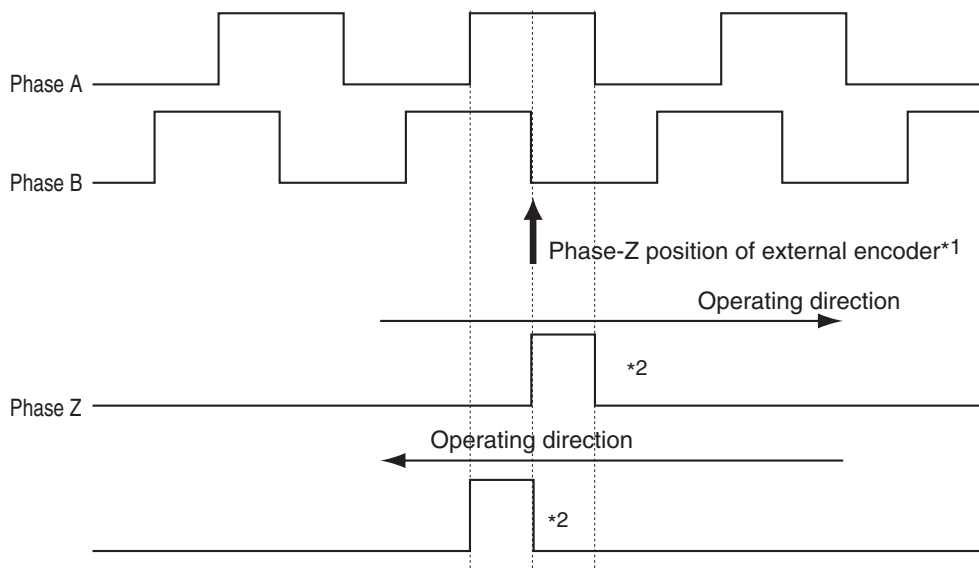 Phase A
Phase B
Phase-Z position of external encoder*1
Operating direction
*2
Phase Z
Operating direction
*2